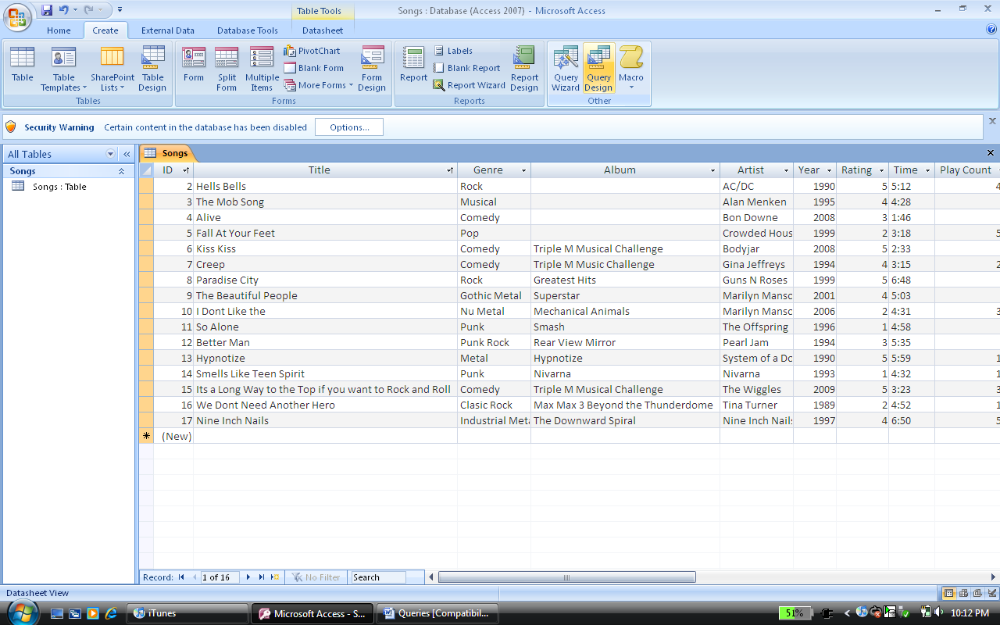 Table Tools
Songs : Database (Access 2007) - Microsoft Access
Home Create External Data Database Tools Datasheet
Table
Table Templates
SharePoint Lists
Table Design
Tables
Form
Split Form
Multiple Items
PivotChart
Blank Form
More Forms
Form Design
Forms
Report
Labels
Blank Report
Report Wizard
Report Design
Reports
Query Wizard
Query Design
Macro
Other
Security Warning Certain content in the database has been disabled Options...
All Tables «
Songs
Songs : Table
Songs
ID Title Genre Album Artist Year Rating Time Play Count
2 Hells Bells Rock AC/DC 1990 5 5:12 4
3 The Mob Song Musical Alan Menken 1995 4 4:28
4 Alive Comedy Bon Downe 2008 3 1:46
5 Fall At Your Feet Pop Crowded Hous 1999 2 3:18 5
6 Kiss Kiss Comedy Triple M Musical Challenge Bodyjar 2008 5 2:33
7 Creep Comedy Triple M Music Challenge Gina Jeffreys 1994 4 3:15 2
8 Paradise City Rock Greatest Hits Guns N Roses 1999 5 6:48
9 The Beautiful People Gothic Metal Superstar Marilyn Mansc 2001 4 5:03
10 I Dont Like the Nu Metal Mechanical Animals Marilyn Mansc 2006 2 4:31 3
11 So Alone Punk Smash The Offspring 1996 1 4:58
12 Better Man Punk Rock Rear View Mirror Pearl Jam 1994 3 5:35
13 Hypnotize Metal Hypnotize System of a Dc 1990 5 5:59 1
14 Smells Like Teen Spirit Punk Nivarna Nivarna 1993 1 4:32 1
15 Its a Long Way to the Top if you want to Rock and Roll Comedy Triple M Musical Challenge The Wiggles 2009 5 3:23 3
16 We Dont Need Another Hero Clasic Rock Max Max 3 Beyond the Thunderdome Tina Turner 1989 2 4:52 1
17 Nine Inch Nails Industrial Meta The Downward Spiral Nine Inch Nails 1997 4 6:50 5
* (New)
Record: 1 of 16 No Filter Search
Datasheet View
iTunes Microsoft Access - S... Queries [Compatibil... 51% 10:12 PM